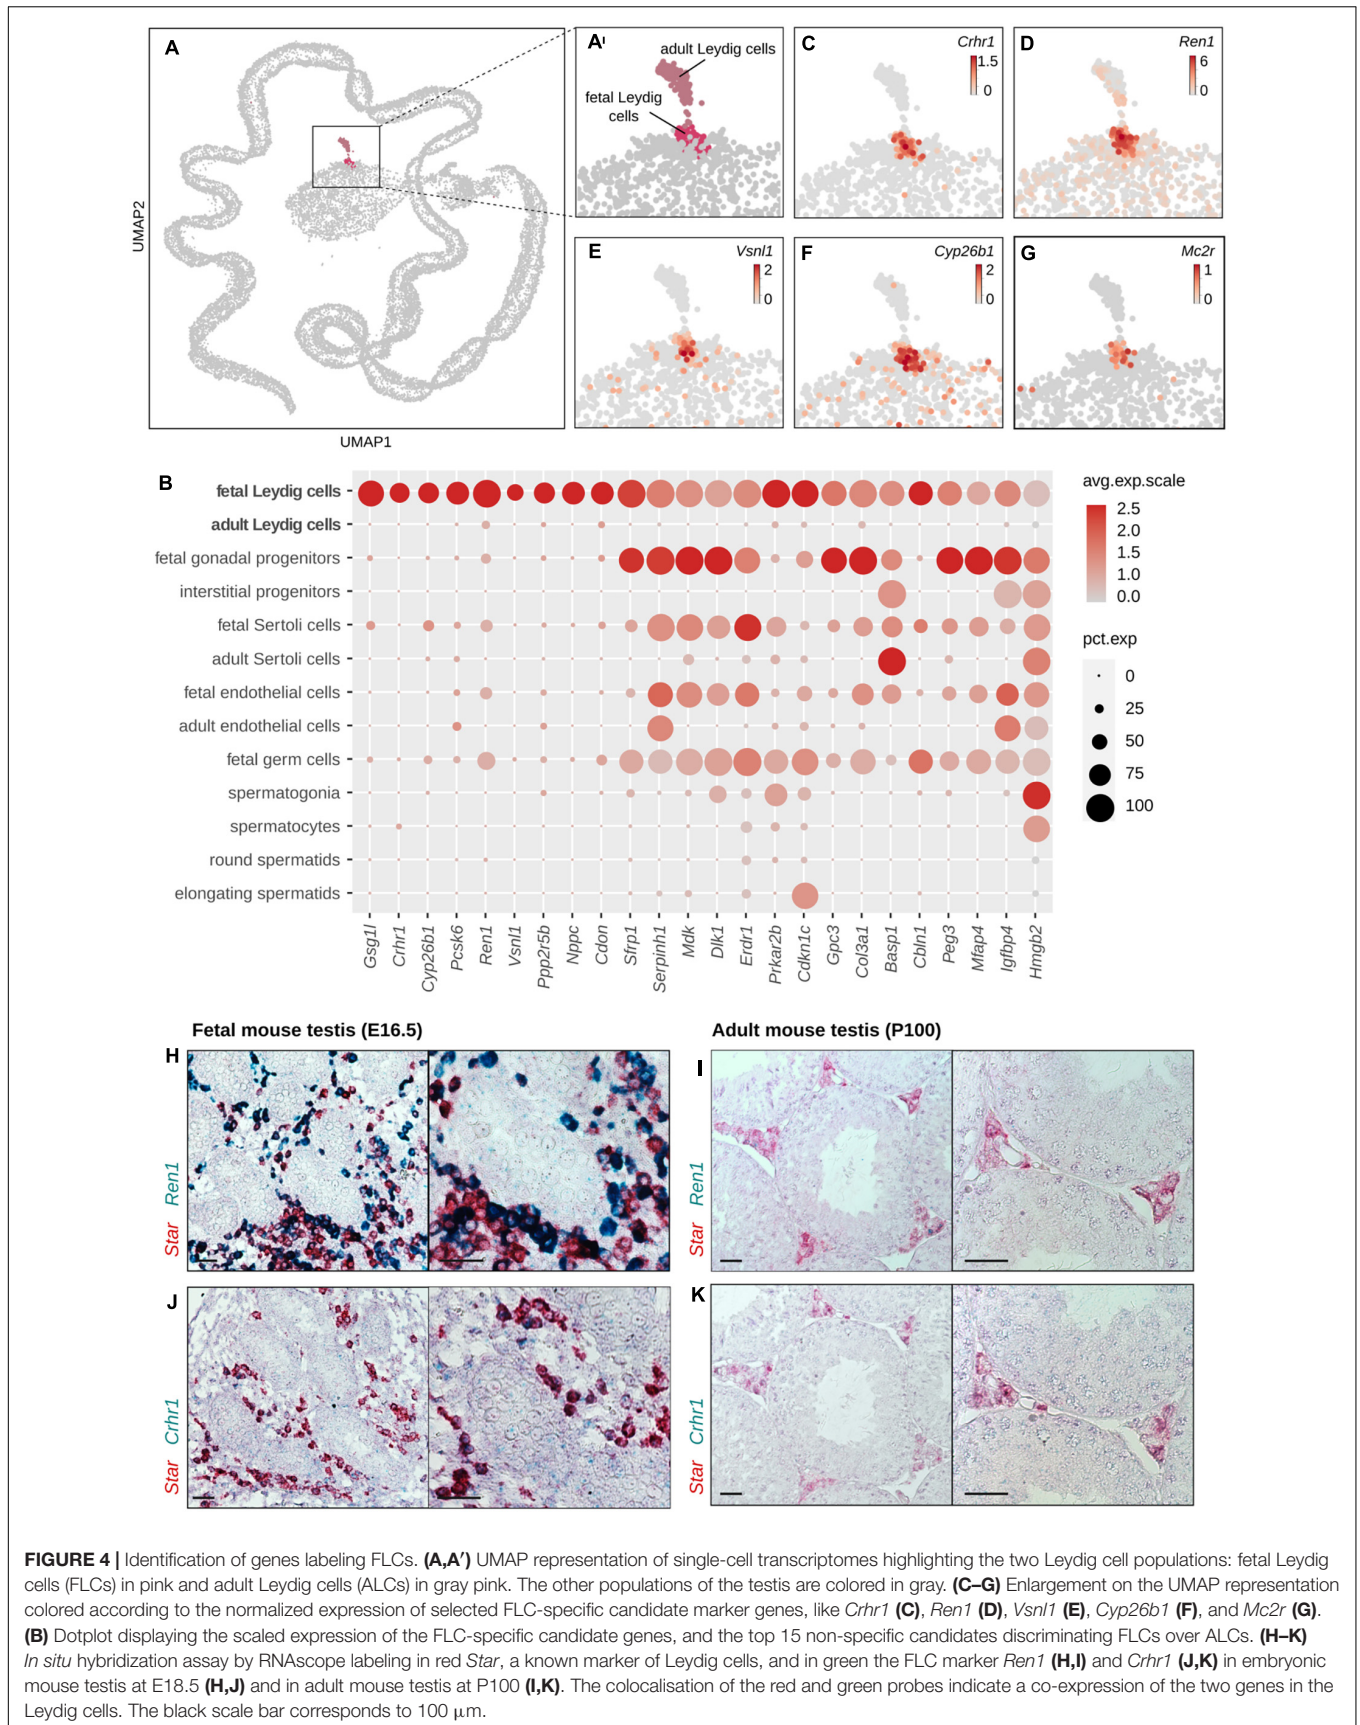 A
UMAP2
UMAP1
A'
adult Leydig cells
fetal Leydig
cells
C
Crhr1
1.5
0
D
Ren1
6
0
E
Vsnl1
2
0
F
Cyp26b1
2
0
G
Mc2r
1
0
B
fetal Leydig cells
adult Leydig cells
fetal gonadal progenitors
interstitial progenitors
fetal Sertoli cells
adult Sertoli cells
fetal endothelial cells
adult endothelial cells
fetal germ cells
spermatogonia
spermatocytes
round spermatids
elongating spermatids
Gsg1l
Crhr1
Cyp26b1
Pcsk6
Ren1
Vsnl1
Ppp2r5b
Nppc
Cdon
Sfrp1
Serpinh1
Mdk
Dlk1
Erdr1
Prkar2b
Cdkn1c
Gpc3
Col3a1
Basp1
Cbln1
Peg3
Mfap4
Igfbp4
Hmgb2
avg.exp.scale
2.5
2.0
1.5
1.0
0.0
pct.exp
0
25
50
75
100
Fetal mouse testis (E16.5)
Adult mouse testis (P100)
H
Star Ren1
I
Star Ren1
J
Star Crhr1
K
Star Crhr1
FIGURE 4 | Identification of genes labeling FLCs. (A,A′) UMAP representation of single-cell transcriptomes highlighting the two Leydig cell populations: fetal Leydig
cells (FLCs) in pink and adult Leydig cells (ALCs) in gray pink. The other populations of the testis are colored in gray. (C–G) Enlargement on the UMAP representation
colored according to the normalized expression of selected FLC-specific candidate marker genes, like Crhr1 (C), Ren1 (D), Vsnl1 (E), Cyp26b1 (F), and Mc2r (G).
(B) Dotplot displaying the scaled expression of the FLC-specific candidate genes, and the top 15 non-specific candidates discriminating FLCs over ALCs. (H–K)
In situ hybridization assay by RNAscope labeling in red Star, a known marker of Leydig cells, and in green the FLC marker Ren1 (H,I) and Crhr1 (J,K) in embryonic
mouse testis at E18.5 (H,J) and in adult mouse testis at P100 (I,K). The colocalisation of the red and green probes indicate a co-expression of the two genes in the
Leydig cells. The black scale bar corresponds to 100 μm.